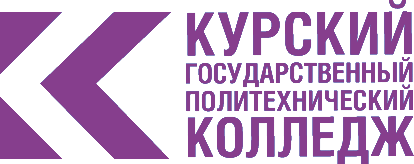 КУРСКИЙ
ГОСУДАРСТВЕННЫЙ
ПОЛИТЕХНИЧЕСКИЙ
КОЛЛЕДЖ